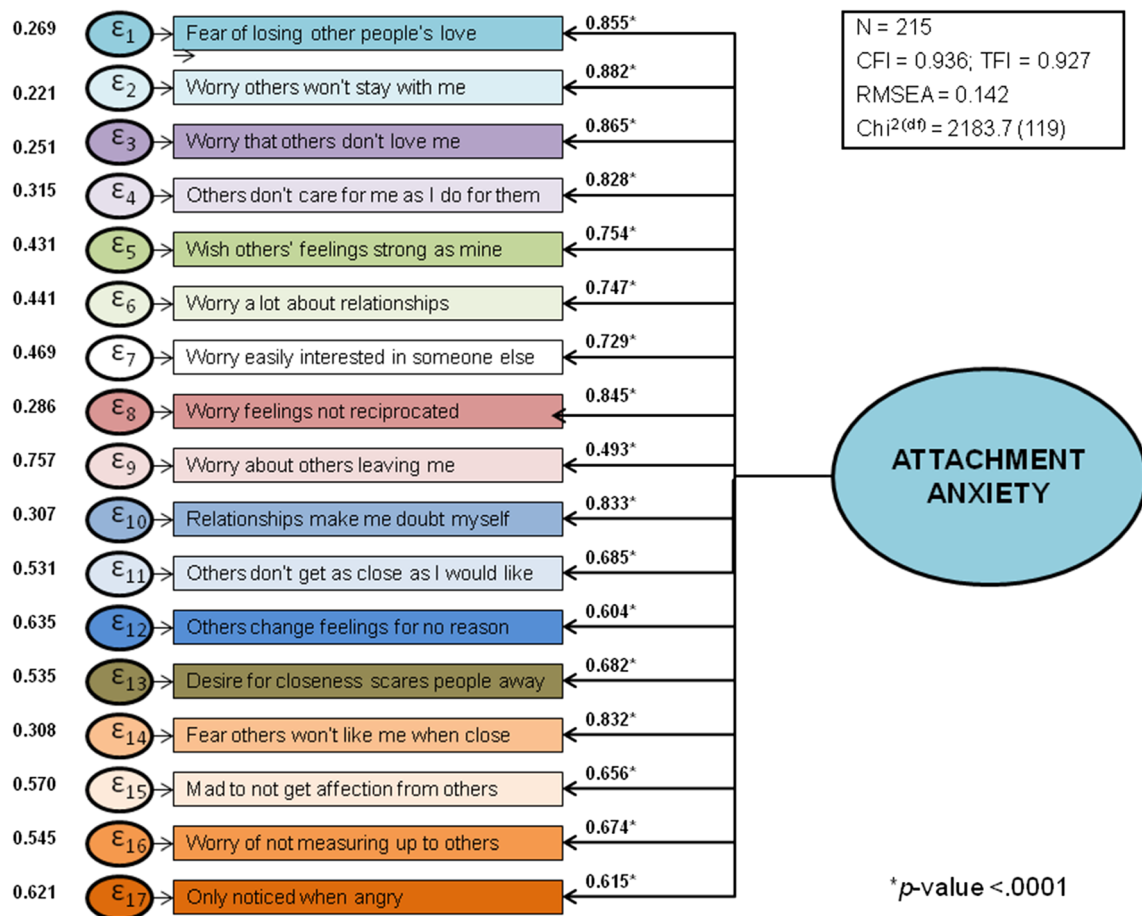 0.269 ε1 Fear of losing other people's love 0.855*
0.221 ε2 Worry others won't stay with me 0.882*
0.251 ε3 Worry that others don't love me 0.865*
0.315 ε4 Others don't care for me as I do for them 0.828*
0.431 ε5 Wish others' feelings strong as mine 0.754*
0.441 ε6 Worry a lot about relationships 0.747*
0.469 ε7 Worry easily interested in someone else 0.729*
0.286 ε8 Worry feelings not reciprocated 0.845*
0.757 ε9 Worry about others leaving me 0.493*
0.307 ε10 Relationships make me doubt myself 0.833*
0.531 ε11 Others don't get as close as I would like 0.685*
0.635 ε12 Others change feelings for no reason 0.604*
0.535 ε13 Desire for closeness scares people away 0.682*
0.308 ε14 Fear others won't like me when close 0.832*
0.570 ε15 Mad to not get affection from others 0.656*
0.545 ε16 Worry of not measuring up to others 0.674*
0.621 ε17 Only noticed when angry 0.615*
N = 215
CFI = 0.936; TFI = 0.927
RMSEA = 0.142
Chi2(df) = 2183.7 (119)
ATTACHMENT
ANXIETY
*p-value <.0001